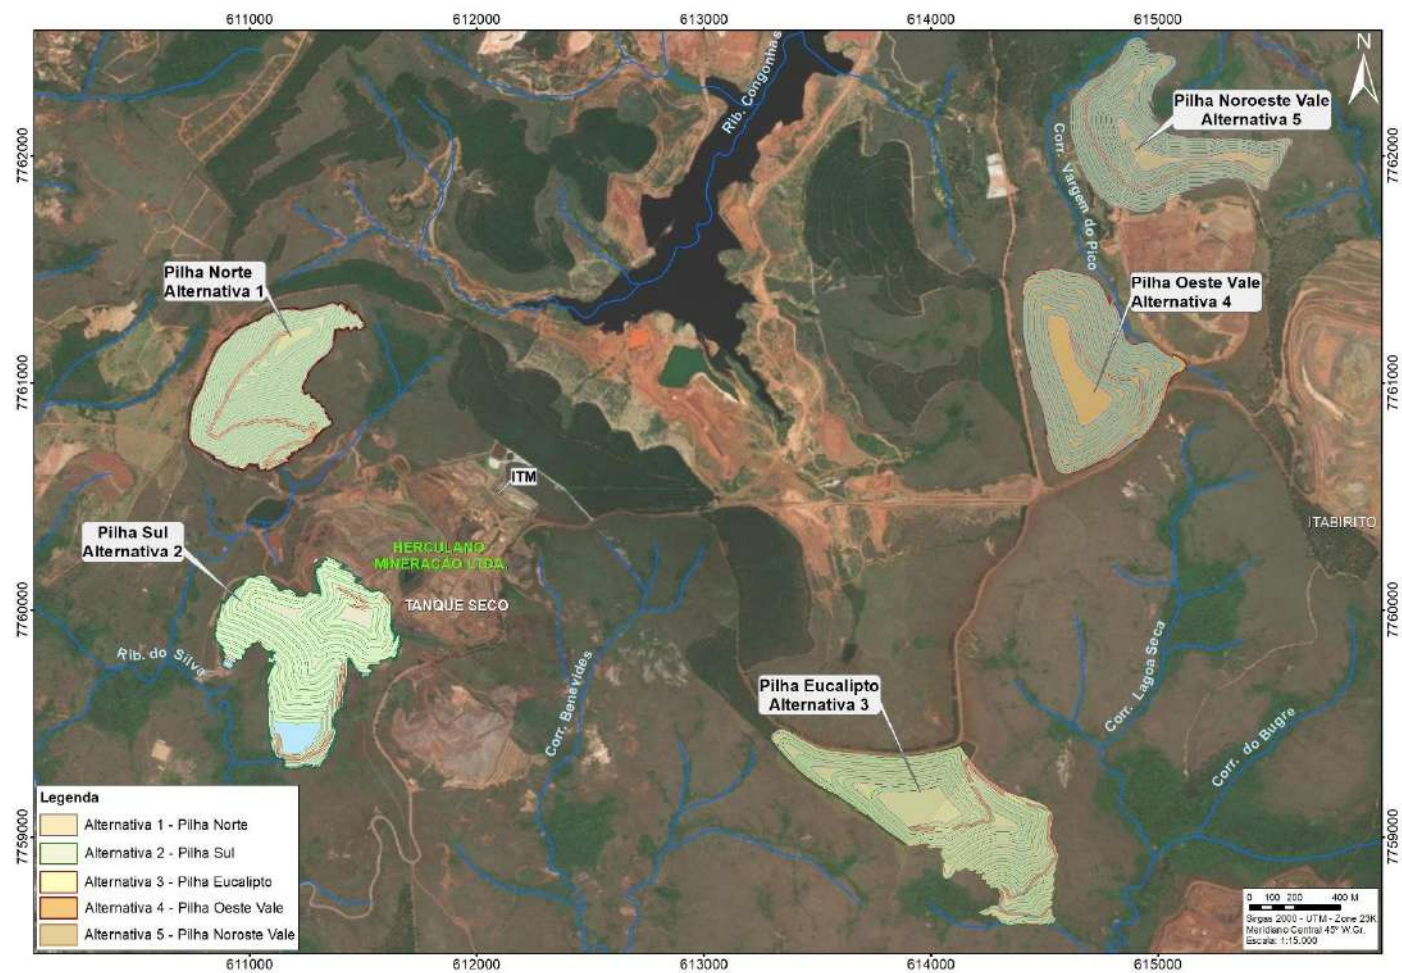 611000
612000
613000
614000
615000
N
Rib. Congonhas
Pilha Noroeste Vale
Alternativa 5
7762000
7762000
Corr. Vargem do Pico
Pilha Norte
Alternativa 1
Pilha Oeste Vale
Alternativa 4
7761000
7761000
ITM
ITABIRITO
Pilha Sul
Alternativa 2
HERCULANO
MINERAÇÃO LTDA.
TANQUE SECO
7760000
7760000
Rib. do Silva
Corr. Benevides
Corr. Lagoa Seca
Pilha Eucalipto
Alternativa 3
Corr. do Bugre
Legenda
Alternativa 1 - Pilha Norte
Alternativa 2 - Pilha Sul
Alternativa 3 - Pilha Eucalipto
Alternativa 4 - Pilha Oeste Vale
Alternativa 5 - Pilha Noroste Vale
7759000
7759000
0 100 200 400 M
Sirgas 2000 - UTM - Zone 23K
Meridiano Central 45° W.Gr.
Escala: 1:15.000
611000
612000
613000
614000
615000